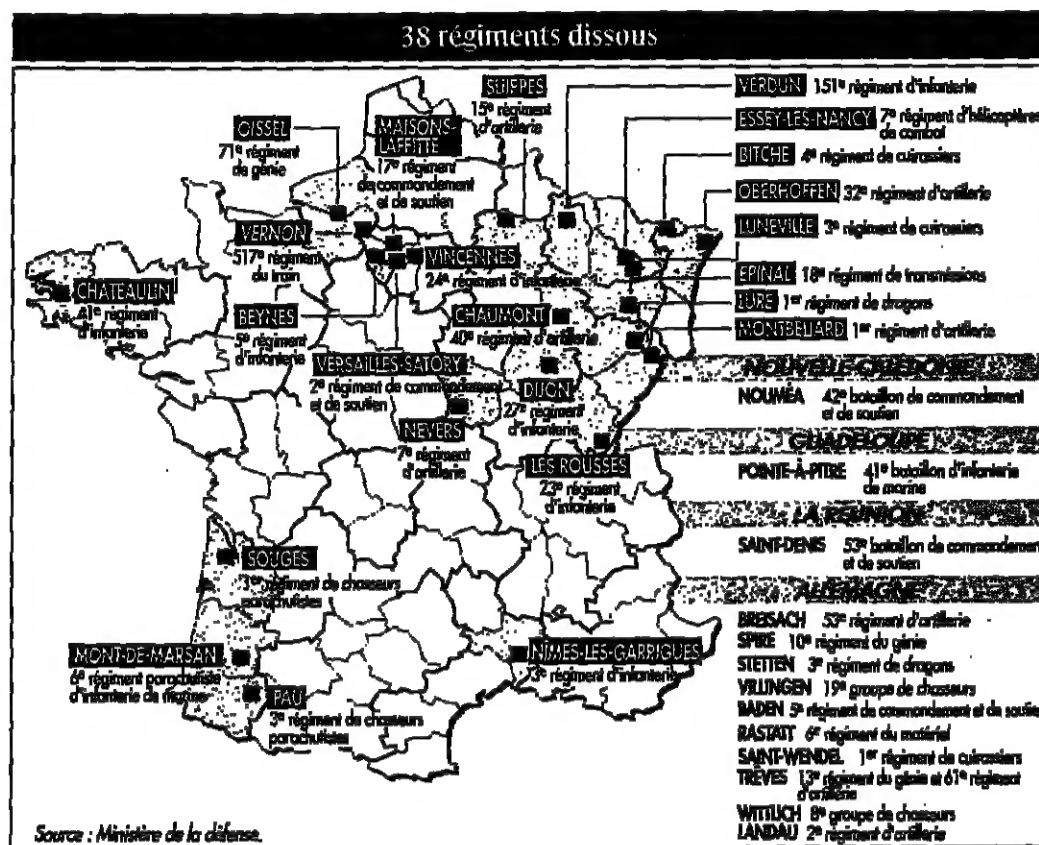 38 régiments dissous
SUIPPES
15e régiment
d'artillerie
OISSEL
71e régiment
de génie
MAISONS-
LAFFITTE
17e régiment
de commandement
et de soutien
VERNON
517e régiment
du train
VINCENNES
24e régiment d'infanterie
CHATEAULIN
41e régiment
d'infanterie
BEYNES
5e régiment
d'infanterie
CHAUMONT
40e régiment d'artillerie
VERSAILLES-SATORY
2e régiment de commandement
et de soutien
DIJON
27e régiment
d'infanterie
NEVERS
7e régiment
d'artillerie
LES ROUSSES
23e régiment
d'infanterie
SOUGES
1er régiment de chasseurs
parachutistes
MONT-DE-MARSAN
6e régiment parachutiste
d'infanterie de marine
PAU
3e régiment de chasseurs
parachutistes
NIMES-LES-GARRIGUES
régiment d'infanterie
VERDUN 151e régiment d'infanterie
ESSEY-LES-NANCY 7e régiment d'hélicoptères
de combat
BITCHE 4e régiment de cuirassiers
OBERHOFFEN 32e régiment d'artillerie
LUNEVILLE 3e régiment de cuirassiers
EPINAL 18e régiment de transmissions
LURE 1er régiment de dragons
MONTBELIARD 1er régiment d'artillerie
NOUVELLE-CALEDONIE
NOUMÉA 42e bataillon de commandement
et de soutien
GUADELOUPE
POINTE-À-PITRE 41e bataillon d'infanterie
de marine
LA REUNION
SAINT-DENIS 53e bataillon de commandement
et de soutien
ALLEMAGNE
BREISACH 53e régiment d'artillerie
SPIRE 10e régiment du génie
STETTEN 3e régiment de dragons
VILLINGEN 19e groupe de chasseurs
BADEN 5e régiment de commandement et de soutien
RASTATT 6e régiment du matériel
SAINT-WENDEL 1er régiment de cuirassiers
TRÈVES 13e régiment du génie et 61e régiment
d'artillerie
WITTLICH 8e groupe de chasseurs
LANDAU 2e régiment d'artillerie
Source : Ministère de la défense.